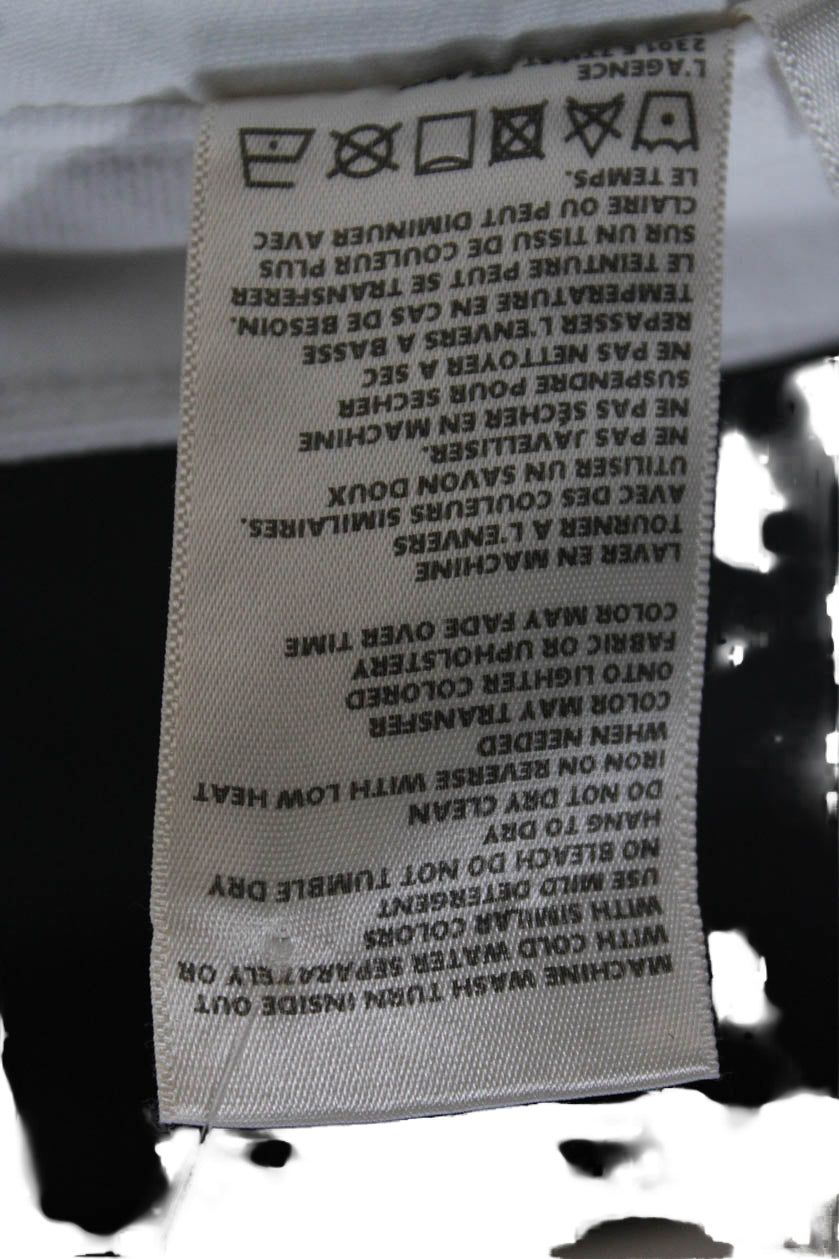 MACHINE WASH TURN INSIDE OUT
WITH COLD WATER SEPARATELY OR
WITH SIMILAR COLORS
USE MILD DETERGENT
NO BLEACH DO NOT TUMBLE DRY
HANG TO DRY
DO NOT DRY CLEAN
IRON ON REVERSE WITH LOW HEAT
WHEN NEEDED
COLOR MAY TRANSFER
ONTO LIGHTER COLORED
FABRIC OR UPHOLSTERY
COLOR MAY FADE OVER TIME
LAVER EN MACHINE
TOURNER A L'ENVERS
AVEC DES COULEURS SIMILAIRES.
UTILISER UN SAVON DOUX
NE PAS JAVELLISER.
NE PAS SÉCHER EN MACHINE
SUSPENDRE POUR SECHER
NE PAS NETTOYER A SEC
REPASSER L'ENVERS A BASSE
TEMPERATURE EN CAS DE BESOIN.
LE TEINTURE PEUT SE TRANSFERER
SUR UN TISSU DE COULEUR PLUS
CLAIRE OU PEUT DIMINUER AVEC
LE TEMPS.
L'AGENCE